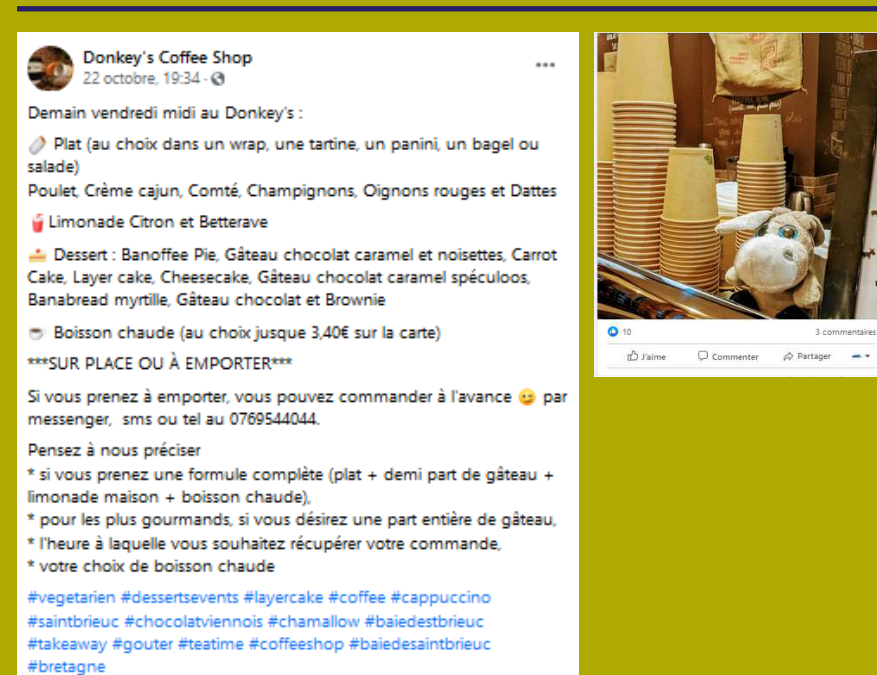 Donkey's Coffee Shop
22 octobre, 19:34 ·
Demain vendredi midi au Donkey's :
Plat (au choix dans un wrap, une tartine, un panini, un bagel ou
salade)
Poulet, Crème cajun, Comté, Champignons, Oignons rouges et Dattes
Limonade Citron et Betterave
Dessert : Banoffee Pie, Gâteau chocolat caramel et noisettes, Carrot
Cake, Layer cake, Cheesecake, Gâteau chocolat caramel spéculoos,
Banabread myrtille, Gâteau chocolat et Brownie
Boisson chaude (au choix jusque 3,40€ sur la carte)
***SUR PLACE OU À EMPORTER***
Si vous prenez à emporter, vous pouvez commander à l'avance 😉 par
messenger, sms ou tel au 0769544044.
Pensez à nous préciser
* si vous prenez une formule complète (plat + demi part de gâteau +
limonade maison + boisson chaude),
* pour les plus gourmands, si vous désirez une part entière de gâteau,
* l'heure à laquelle vous souhaitez récupérer votre commande,
* votre choix de boisson chaude
#vegetarien #dessertsevents #layercake #coffee #cappuccino
#saintbrieuc #chocolatviennois #chamallow #baiedestbrieuc
#takeaway #gouter #teatime #coffeeshop #baiedesaintbrieuc
#bretagne
10
3 commentaires
J'aime
Commenter
Partager